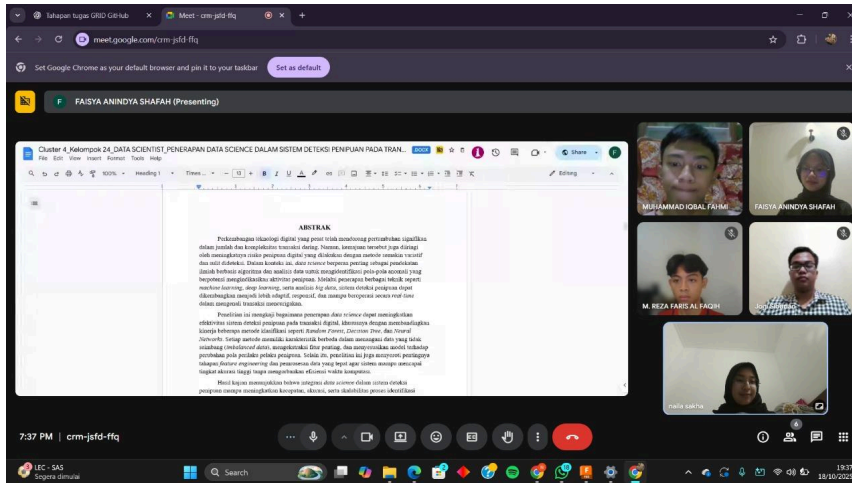 Tahapan tugas GRID GitHub
Meet - crm-jsfd-ffq
meet.google.com/crm-jsfd-ffq
Set Google Chrome as your default browser and pin it to your taskbar
Set as default
F
FAISYA ANINDYA SHAFAH (Presenting)
Cluster 4_Kelompok 24_DATA SCIENTIST_PENERAPAN DATA SCIENCE DALAM SISTEM DETEKSI PENIPUAN PADA TRAN...
DOCX
Share
F
File Edit View Insert Format Tools Help
100%
Heading 1
Times ...
Editing
ABSTRAK
Perkembangan teknologi digital yang pesat telah mendorong pertumbuhan signifikan
dalam jumlah dan kompleksitas transaksi daring. Namun, kemajuan tersebut juga diiringi
oleh meningkatnya risiko penipuan digital yang dilakukan dengan metode semakin variatif
dan sulit dideteksi. Dalam konteks ini, data science berperan penting sebagai pendekatan
ilmiah berbasis algoritma dan analisis data untuk mengidentifikasi pola-pola anomali yang
berpotensi mengindikasikan aktivitas penipuan. Melalui penerapan berbagai teknik seperti
machine learning, deep learning, serta analisis big data, sistem deteksi penipuan dapat
dikembangkan menjadi lebih adaptif, responsif, dan mampu beroperasi secara real-time
dalam mengenali transaksi mencurigakan.
Penelitian ini mengkaji bagaimana penerapan data science dapat meningkatkan
efektivitas sistem deteksi penipuan pada transaksi digital, khususnya dengan membandingkan
kinerja beberapa metode klasifikasi seperti Random Forest, Decision Tree, dan Neural
Networks. Setiap metode memiliki karakteristik berbeda dalam menangani data yang tidak
seimbang (imbalanced data), mengekstraksi fitur penting, dan menyesuaikan model terhadap
perubahan pola perilaku pelaku penipuan. Selain itu, penelitian ini juga menyoroti pentingnya
tahapan feature engineering dan pemrosesan data yang tepat agar sistem mampu mencapai
tingkat akurasi tinggi tanpa mengorbankan efisiensi waktu komputasi.
Hasil kajian menunjukkan bahwa integrasi data science dalam sistem deteksi
penipuan mampu meningkatkan kecepatan, akurasi, serta skalabilitas proses identifikasi
MUHAMMAD IQBAL FAHMI
FAISYA ANINDYA SHAFAH
M. REZA FARIS AL FAQIH
naila sakha
7:37 PM | crm-jsfd-ffq
6
LEC - SAS
Segera dimulai
Search
19:37
18/10/2025